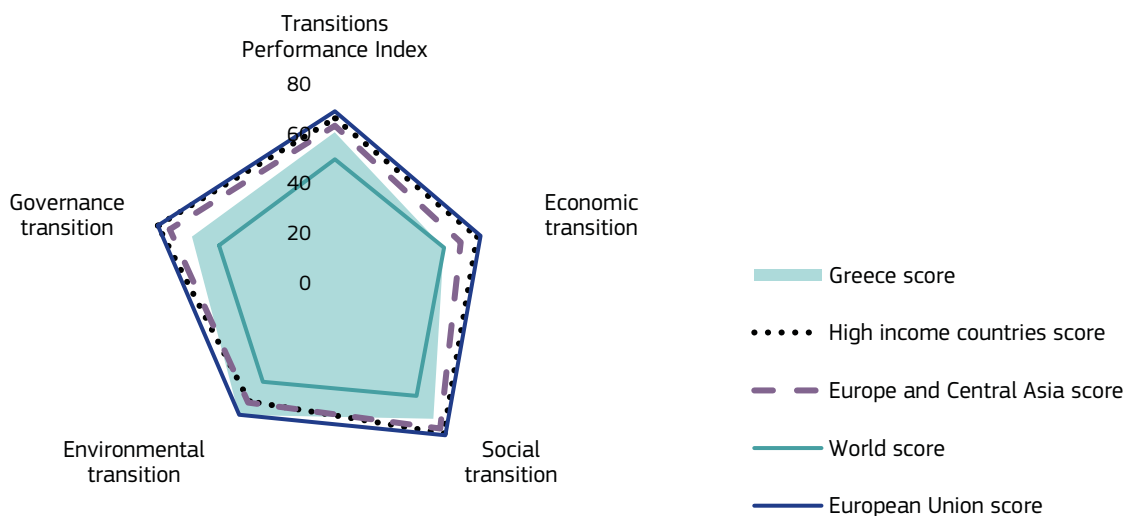 Transitions
Performance Index
80
60
40
20
0
Governance
transition
Economic
transition
Environmental
transition
Social
transition
Greece score
High income countries score
Europe and Central Asia score
World score
European Union score